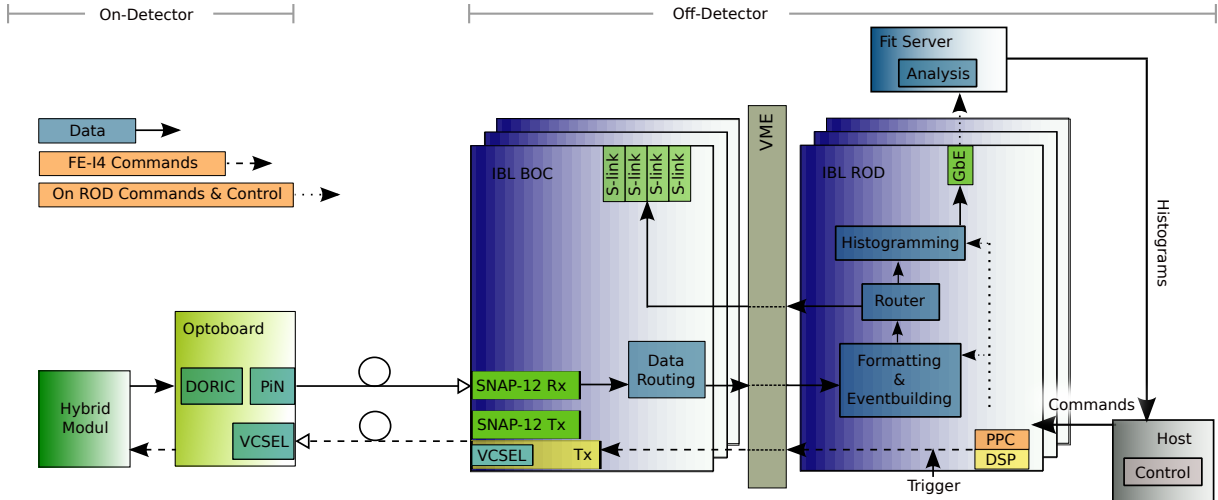 On-Detector
Off-Detector
Fit Server
Analysis
Data
FE-I4 Commands
On ROD Commands & Control
IBL BOC
S-link
S-link
S-link
S-link
VME
IBL ROD
GbE
Histograms
Histogramming
Router
Optoboard
DORIC
PiN
VCSEL
Hybrid
Modul
SNAP-12 Rx
Data
Routing
Formatting
&
Eventbuilding
SNAP-12 Tx
VCSEL
Tx
Commands
PPC
DSP
Trigger
Host
Control